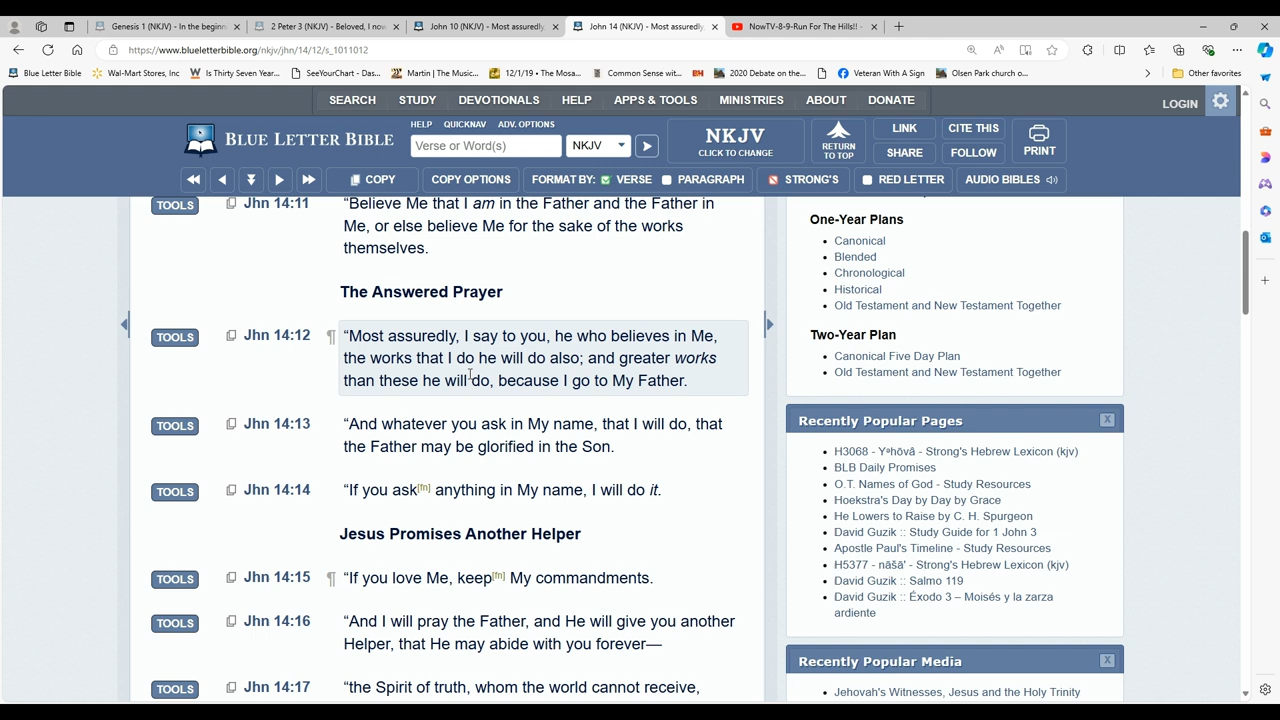 Genesis 1 (NKJV) - In the beginn
2 Peter 3 (NKJV) - Beloved, I now
John 10 (NKJV) - Most assuredly
John 14 (NKJV) - Most assuredly,
NowTV-8-9-Run For The Hills!! -
https://www.blueletterbible.org/nkjv/jhn/14/12/s_1011012
Blue Letter Bible
Wal-Mart Stores, Inc
Is Thirty Seven Year...
SeeYourChart - Das...
Martin | The Music...
12/1/19 • The Mosa...
Common Sense wit...
2020 Debate on the...
Veteran With A Sign
Olsen Park church o...
Other favorites
SEARCH STUDY DEVOTIONALS HELP APPS & TOOLS MINISTRIES ABOUT DONATE
LOGIN
BLUE LETTER BIBLE
HELP QUICKNAV ADV. OPTIONS
Verse or Word(s)
NKJV
NKJV
CLICK TO CHANGE
RETURN
TO TOP
LINK
CITE THIS
SHARE
FOLLOW
PRINT
COPY COPY OPTIONS FORMAT BY: VERSE PARAGRAPH STRONG'S RED LETTER AUDIO BIBLES
TOOLS Jhn 14:11 “Believe Me that I am in the Father and the Father in
Me, or else believe Me for the sake of the works
themselves.
The Answered Prayer
TOOLS Jhn 14:12 ¶ “Most assuredly, I say to you, he who believes in Me,
the works that I do he will do also; and greater works
than these he will do, because I go to My Father.
TOOLS Jhn 14:13 “And whatever you ask in My name, that I will do, that
the Father may be glorified in the Son.
TOOLS Jhn 14:14 “If you ask[fn] anything in My name, I will do it.
Jesus Promises Another Helper
TOOLS Jhn 14:15 ¶ “If you love Me, keep[fn] My commandments.
TOOLS Jhn 14:16 “And I will pray the Father, and He will give you another
Helper, that He may abide with you forever—
TOOLS Jhn 14:17 “the Spirit of truth, whom the world cannot receive,
One-Year Plans
• Canonical
• Blended
• Chronological
• Historical
• Old Testament and New Testament Together
Two-Year Plan
• Canonical Five Day Plan
• Old Testament and New Testament Together
Recently Popular Pages X
• H3068 - Yᵊhōvâ - Strong's Hebrew Lexicon (kjv)
• BLB Daily Promises
• O.T. Names of God - Study Resources
• Hoekstra's Day by Day by Grace
• He Lowers to Raise by C. H. Spurgeon
• David Guzik :: Study Guide for 1 John 3
• Apostle Paul's Timeline - Study Resources
• H5377 - nāšā' - Strong's Hebrew Lexicon (kjv)
• David Guzik :: Salmo 119
• David Guzik :: Éxodo 3 – Moisés y la zarza
ardiente
Recently Popular Media X
• Jehovah's Witnesses, Jesus and the Holy Trinity